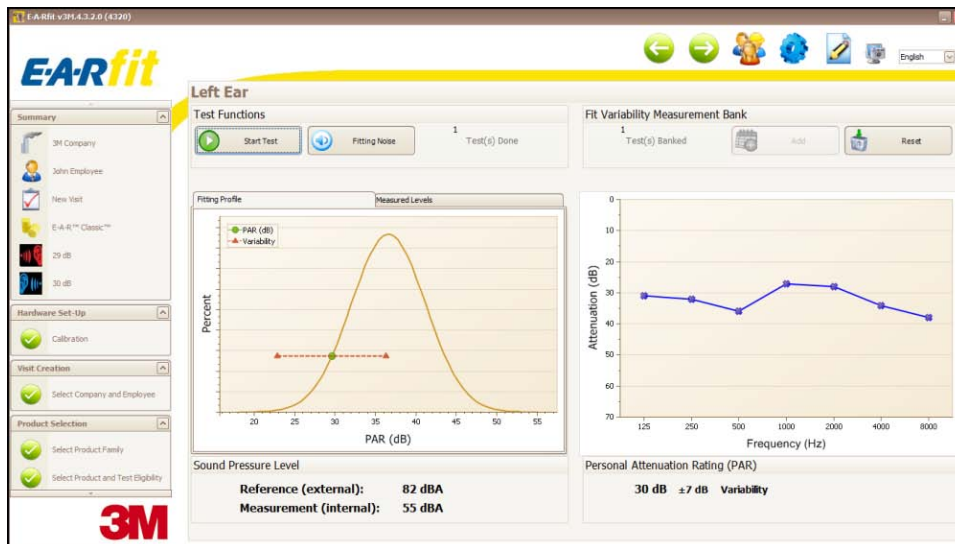 E-A-Rfit v3M.4.3.2.0 (4320)
E·A·Rfit
English
Summary
3M Company
John Employee
New Visit
E-A-R™ Classic™
29 dB
30 dB
Hardware Set-Up
Calibration
Visit Creation
Select Company and Employee
Product Selection
Select Product Family
Select Product and Test Eligibility
3M
Left Ear
Test Functions
Start Test
Fitting Noise
1
Test(s) Done
Fit Variability Measurement Bank
1
Test(s) Banked
Add
Reset
Fitting Profile
Measured Levels
PAR (dB)
Variability
Percent
20 25 30 35 40 45 50 55
PAR (dB)
0
10
20
30
40
50
60
70
Attenuation (dB)
125 250 500 1000 2000 4000 8000
Frequency (Hz)
Sound Pressure Level
Reference (external): 82 dBA
Measurement (internal): 55 dBA
Personal Attenuation Rating (PAR)
30 dB ±7 dB Variability